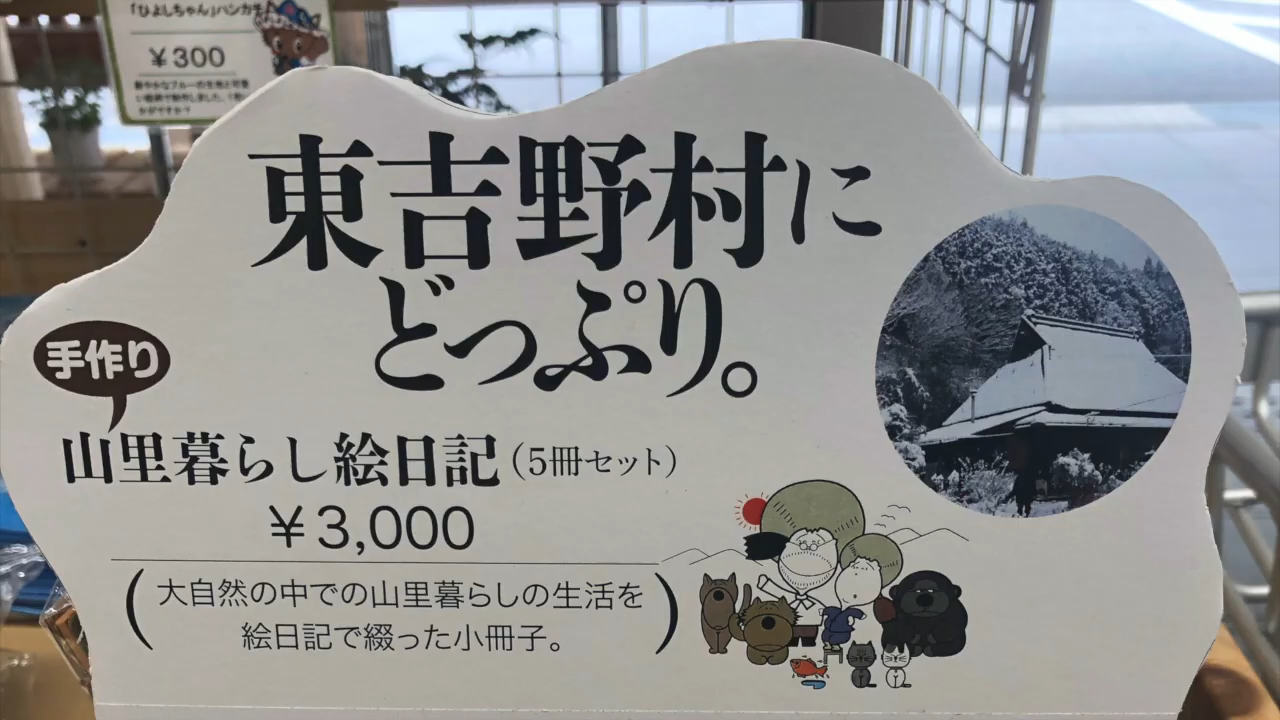 「ひよしちゃん」ハンカチ
¥300
東吉野村に
どっぷり。
手作り
山里暮らし絵日記（5冊セット）
¥3,000
（大自然の中での山里暮らしの生活を
絵日記で綴った小冊子。）